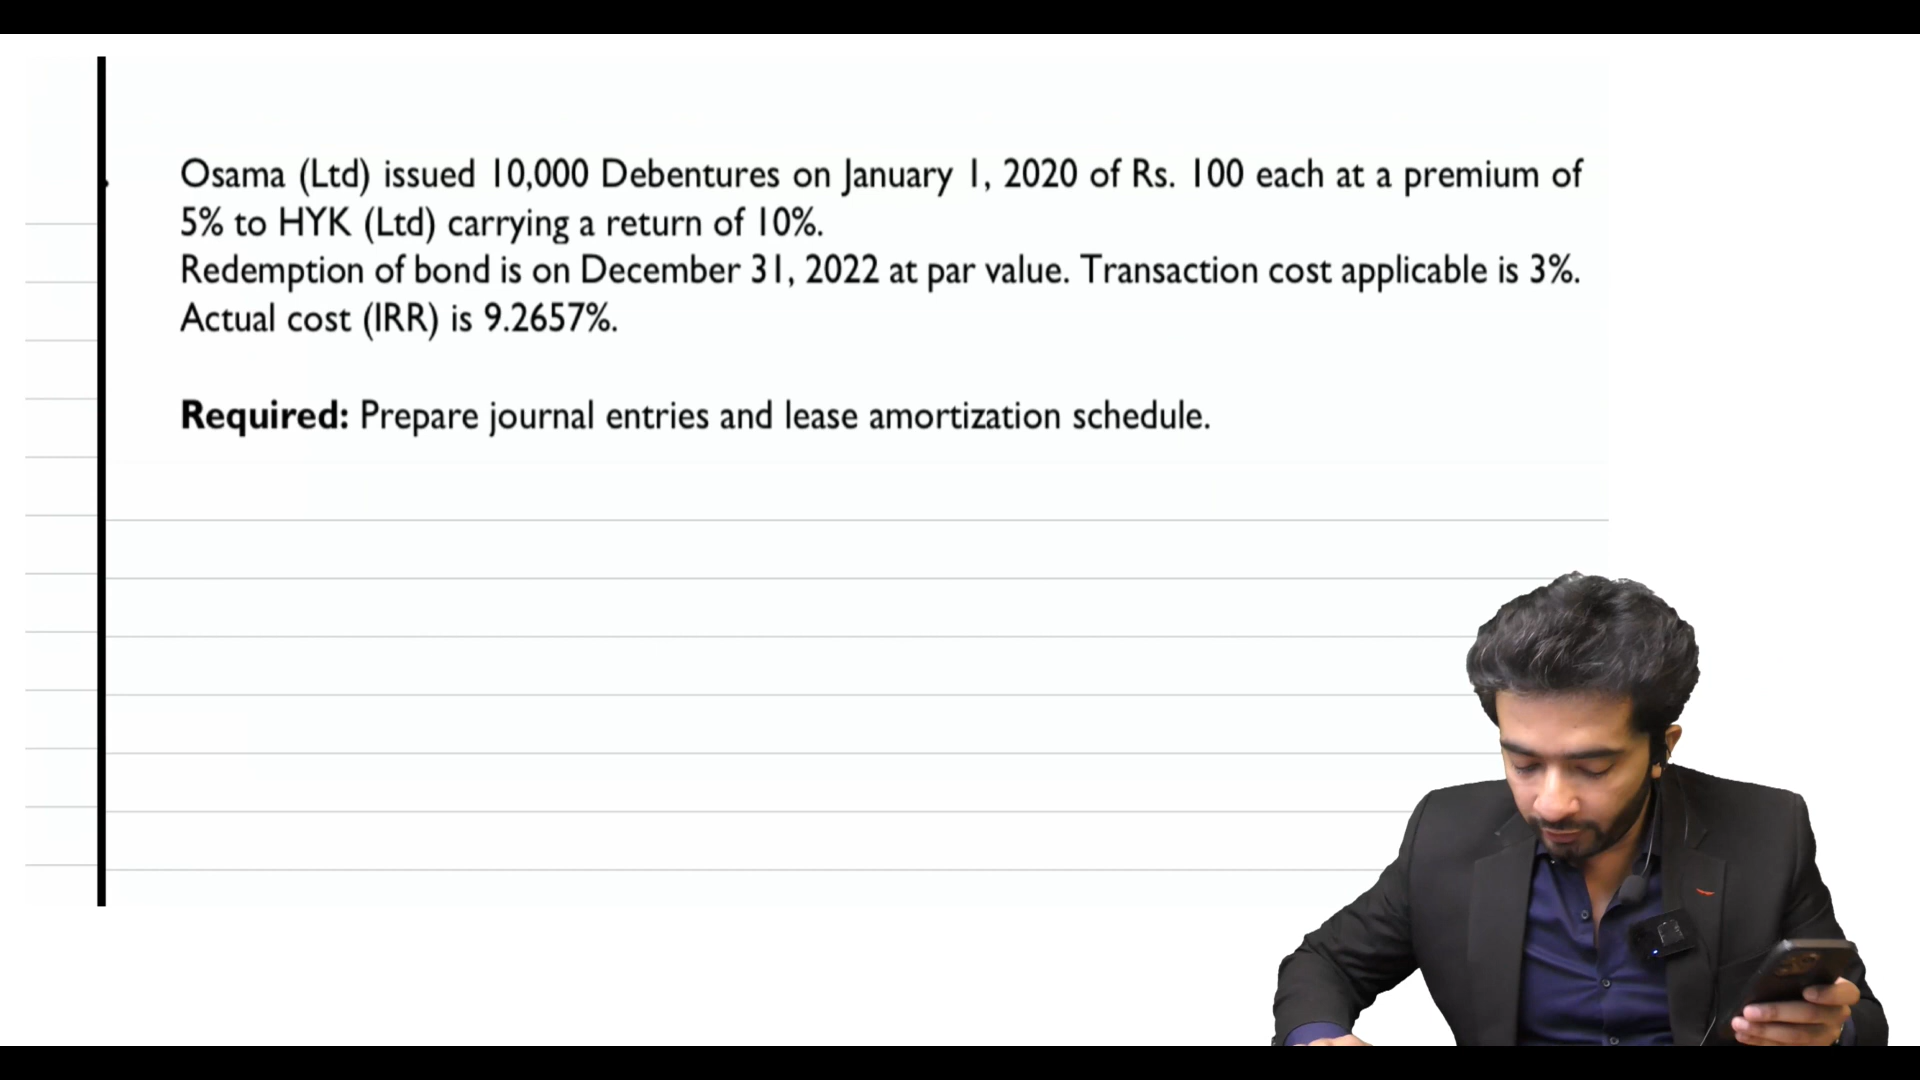 Osama (Ltd) issued 10,000 Debentures on January 1, 2020 of Rs. 100 each at a premium of
5% to HYK (Ltd) carrying a return of 10%.
Redemption of bond is on December 31, 2022 at par value. Transaction cost applicable is 3%.
Actual cost (IRR) is 9.2657%.
Required: Prepare journal entries and lease amortization schedule.